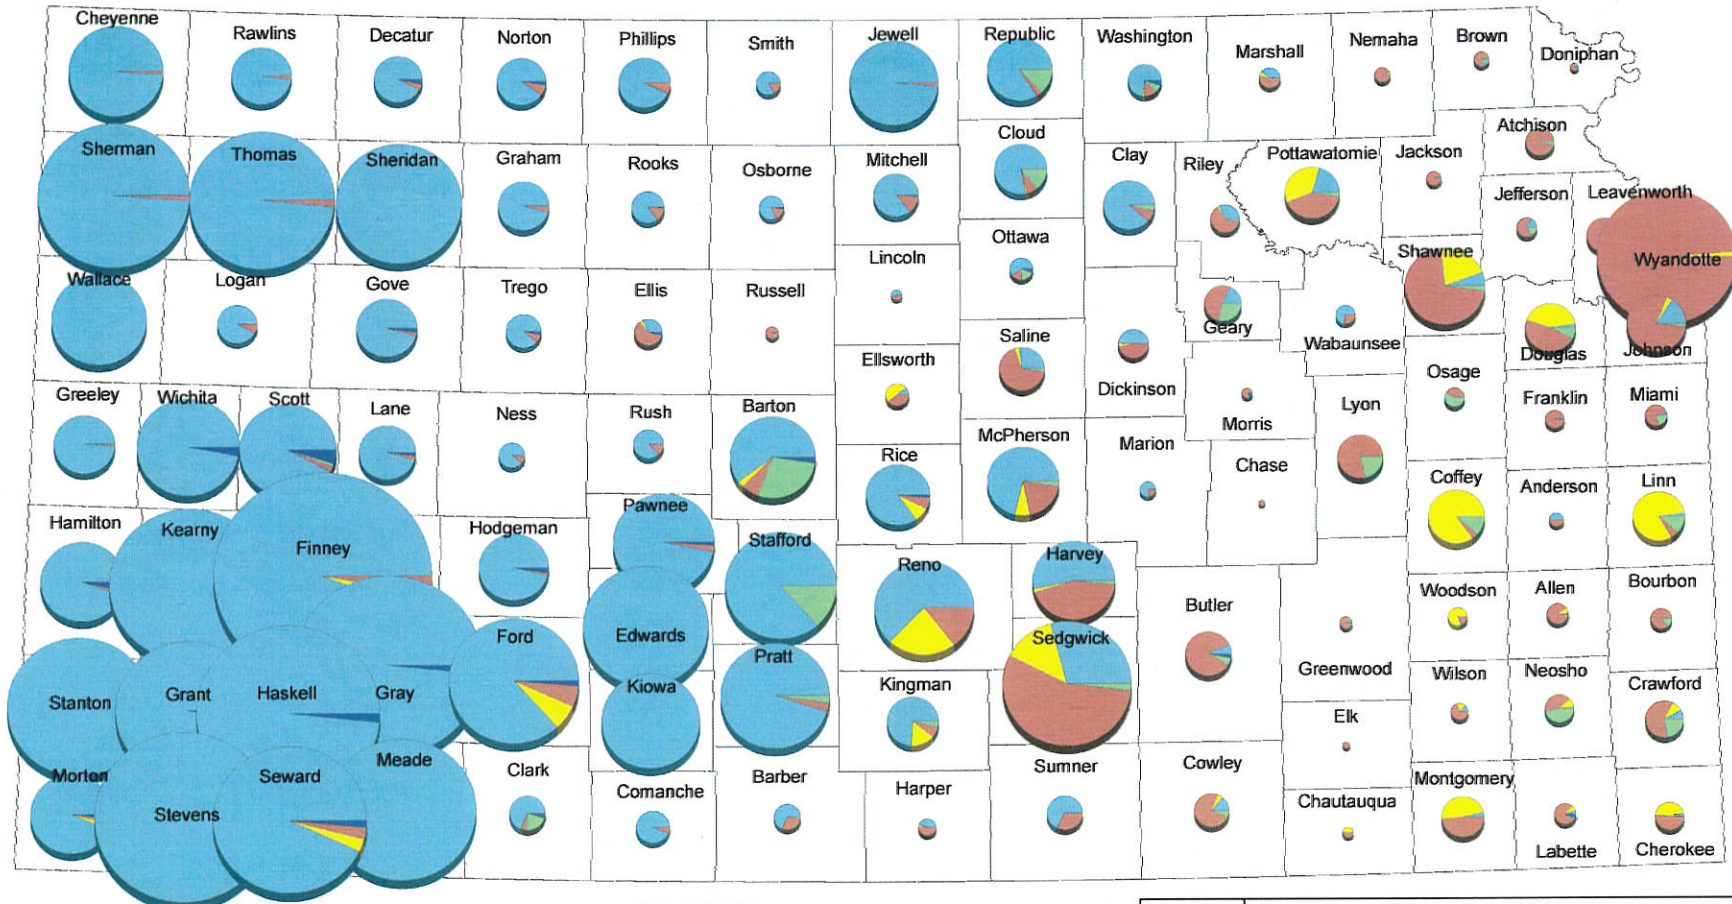 Cheyenne
Rawlins
Decatur
Norton
Phillips
Smith
Jewell
Republic
Washington
Marshall
Nemaha
Brown
Doniphan
Sherman
Thomas
Sheridan
Graham
Rooks
Osborne
Mitchell
Cloud
Clay
Riley
Pottawatomie
Jackson
Atchison
Jefferson
Leavenworth
Wyandotte
Wallace
Logan
Gove
Trego
Ellis
Russell
Lincoln
Ottawa
Saline
Ellsworth
Dickinson
Geary
Wabaunsee
Shawnee
Douglas
Johnson
Greeley
Wichita
Scott
Lane
Ness
Rush
Barton
Rice
McPherson
Marion
Morris
Chase
Lyon
Osage
Franklin
Miami
Coffey
Anderson
Linn
Hamilton
Kearny
Finney
Hodgeman
Pawnee
Stafford
Edwards
Reno
Harvey
Sedgwick
Butler
Greenwood
Woodson
Allen
Bourbon
Stanton
Grant
Haskell
Gray
Ford
Kiowa
Pratt
Kingman
Elk
Wilson
Neosho
Crawford
Morton
Stevens
Seward
Meade
Clark
Comanche
Barber
Harper
Sumner
Cowley
Chautauqua
Montgomery
Labette
Cherokee